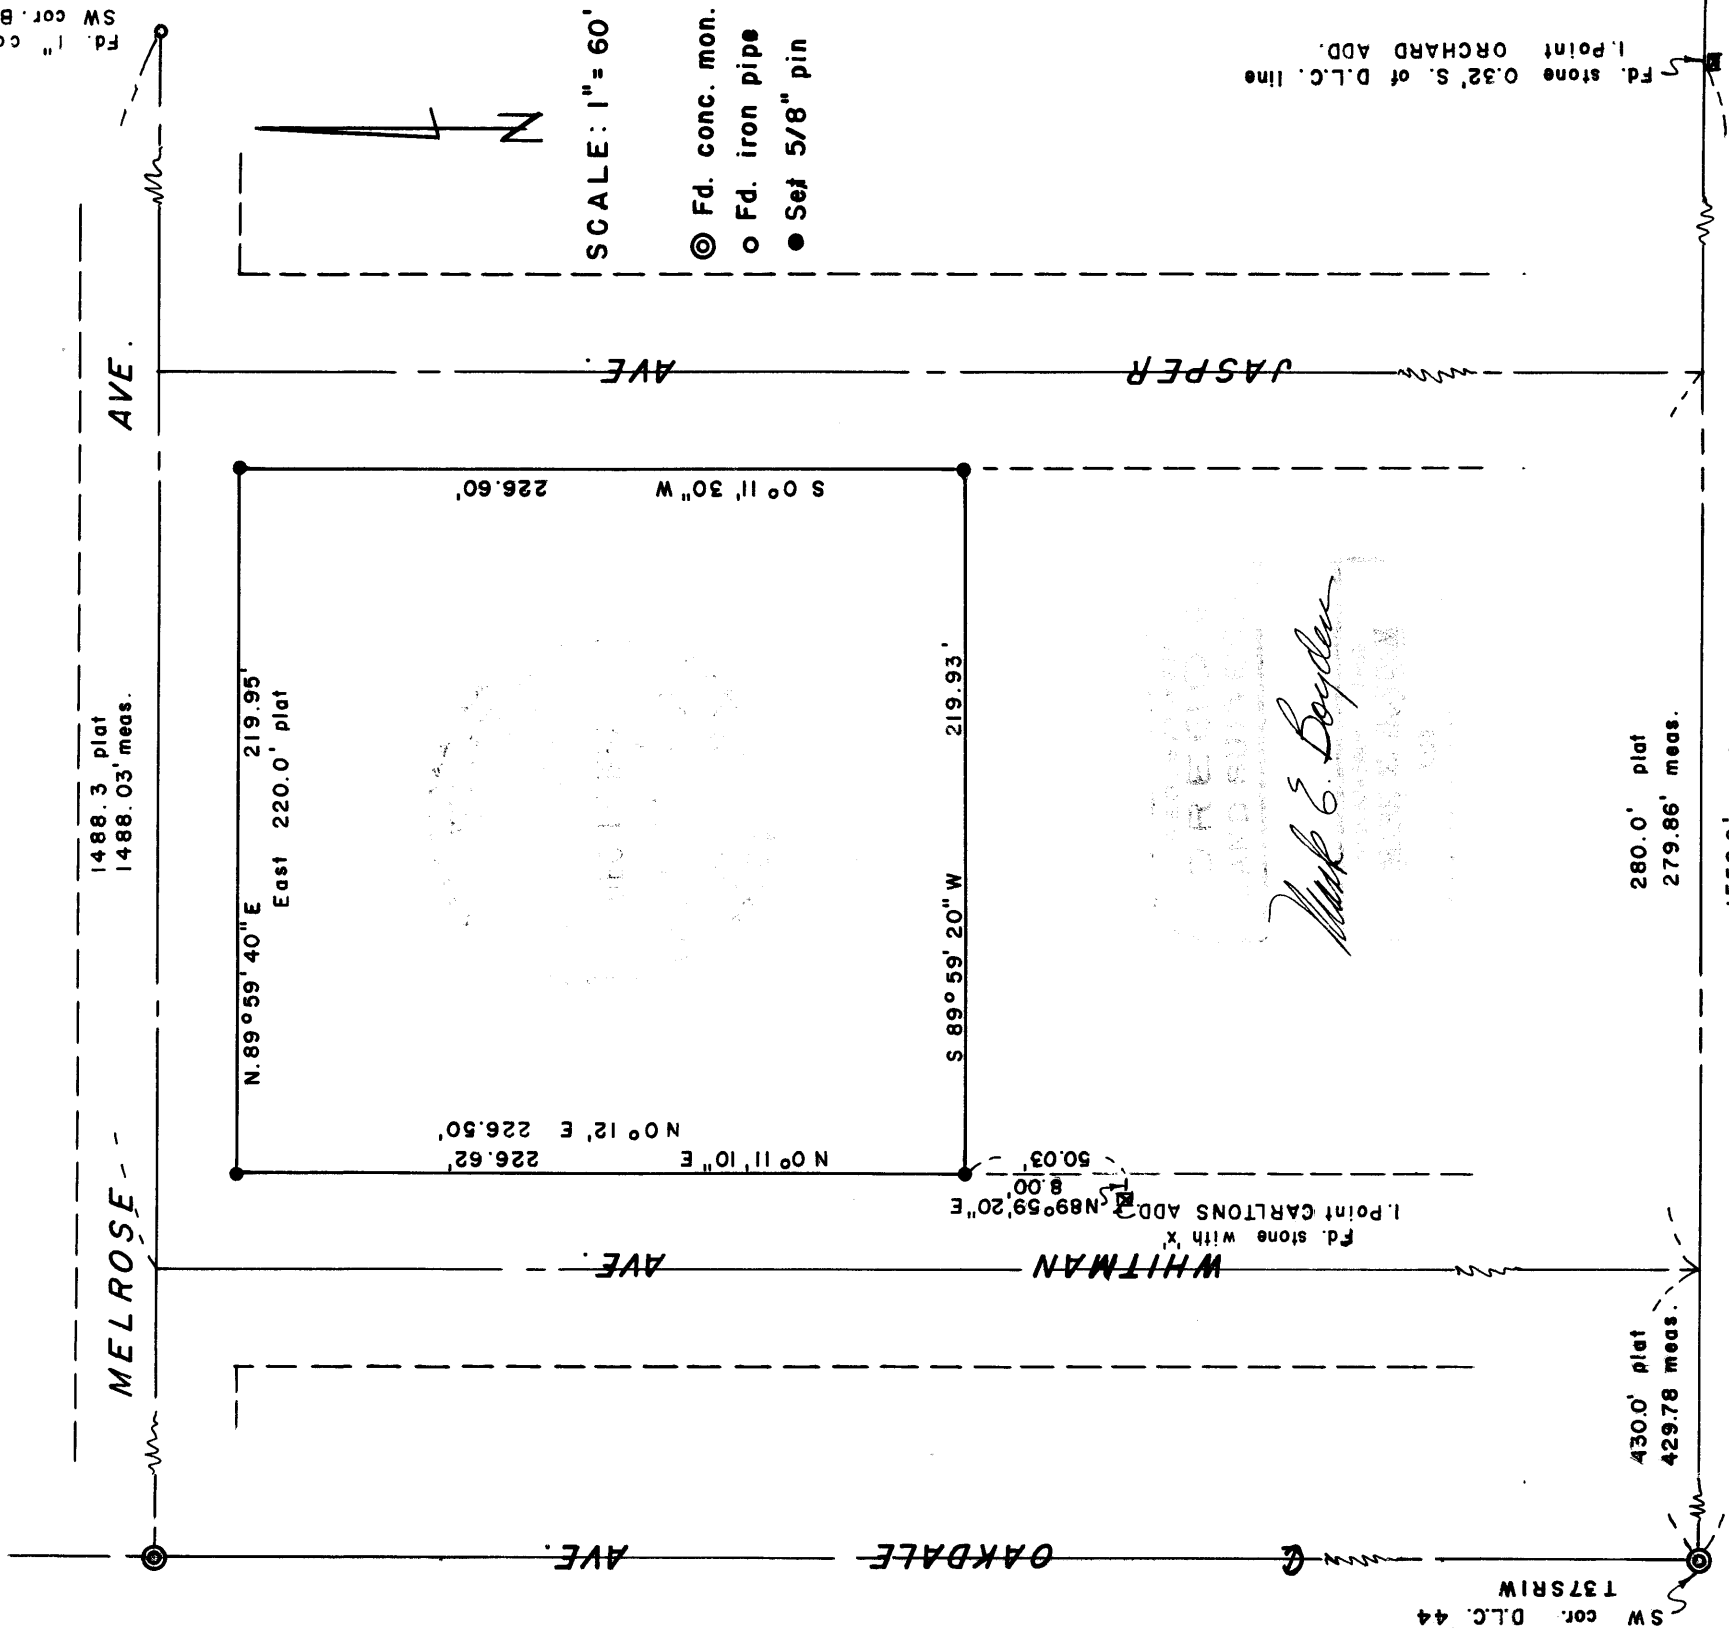 Fd. 1" co
SW cor. B
MELROSE AVE.
1488.3 plat
1488.03' meas.
SCALE: 1" = 60'
Fd. conc. mon.
Fd. iron pipe
Set 5/8" pin
N
Fd. stone 0.32' S. of D.L.C. line
I. Point ORCHARD ADD.
JASPER AVE.
N.89°59'40"E 219.95'
East 220.0' plat
S 0°11'30"W 226.60'
S 89°59'20"W 219.93'
N 0°12'E 226.50'
N 0°11'10"E 226.62'
50.03'
8.00'
N89°59'20"E
Fd. stone with 'x'
I. Point CARLTONS ADD.
WHITMAN AVE.
Mark E. Boyden
280.0' plat
279.86' meas.
430.0' plat
429.78 meas.
℄ OAKDALE AVE.
SW cor. D.L.C. 44
T37SR1W